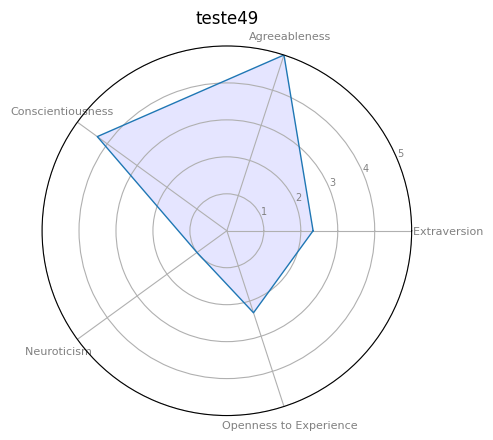 teste49
Agreeableness
Conscientiousness
5
4
3
2
1
Extraversion
Neuroticism
Openness to Experience